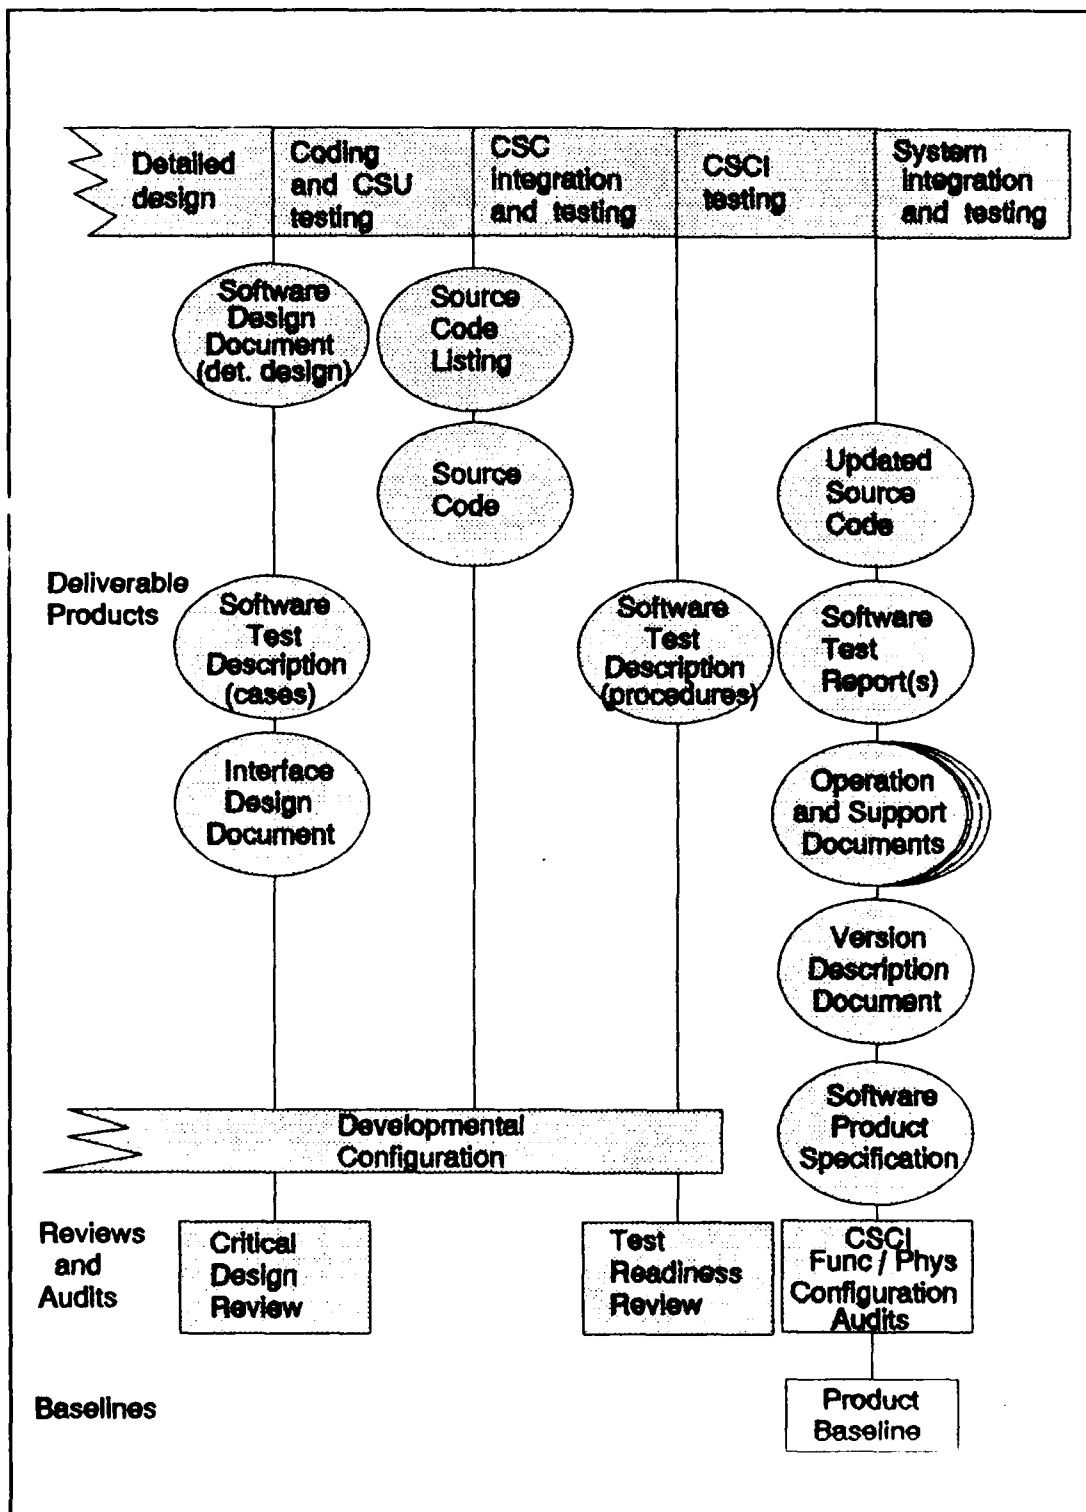 Detailed
design
Coding
and CSU
testing
CSC
integration
and testing
CSCI
testing
System
integration
and testing
Software
Design
Document
(det. design)
Source
Code
Listing
Source
Code
Updated
Source
Code
Deliverable
Products
Software
Test
Description
(cases)
Software
Test
Description
(procedures)
Software
Test
Report(s)
Interface
Design
Document
Operation
and Support
Documents
Version
Description
Document
Software
Product
Specification
Developmental
Configuration
Reviews
and
Audits
Critical
Design
Review
Test
Readiness
Review
CSCI
Func / Phys
Configuration
Audits
Baselines
Product
Baseline